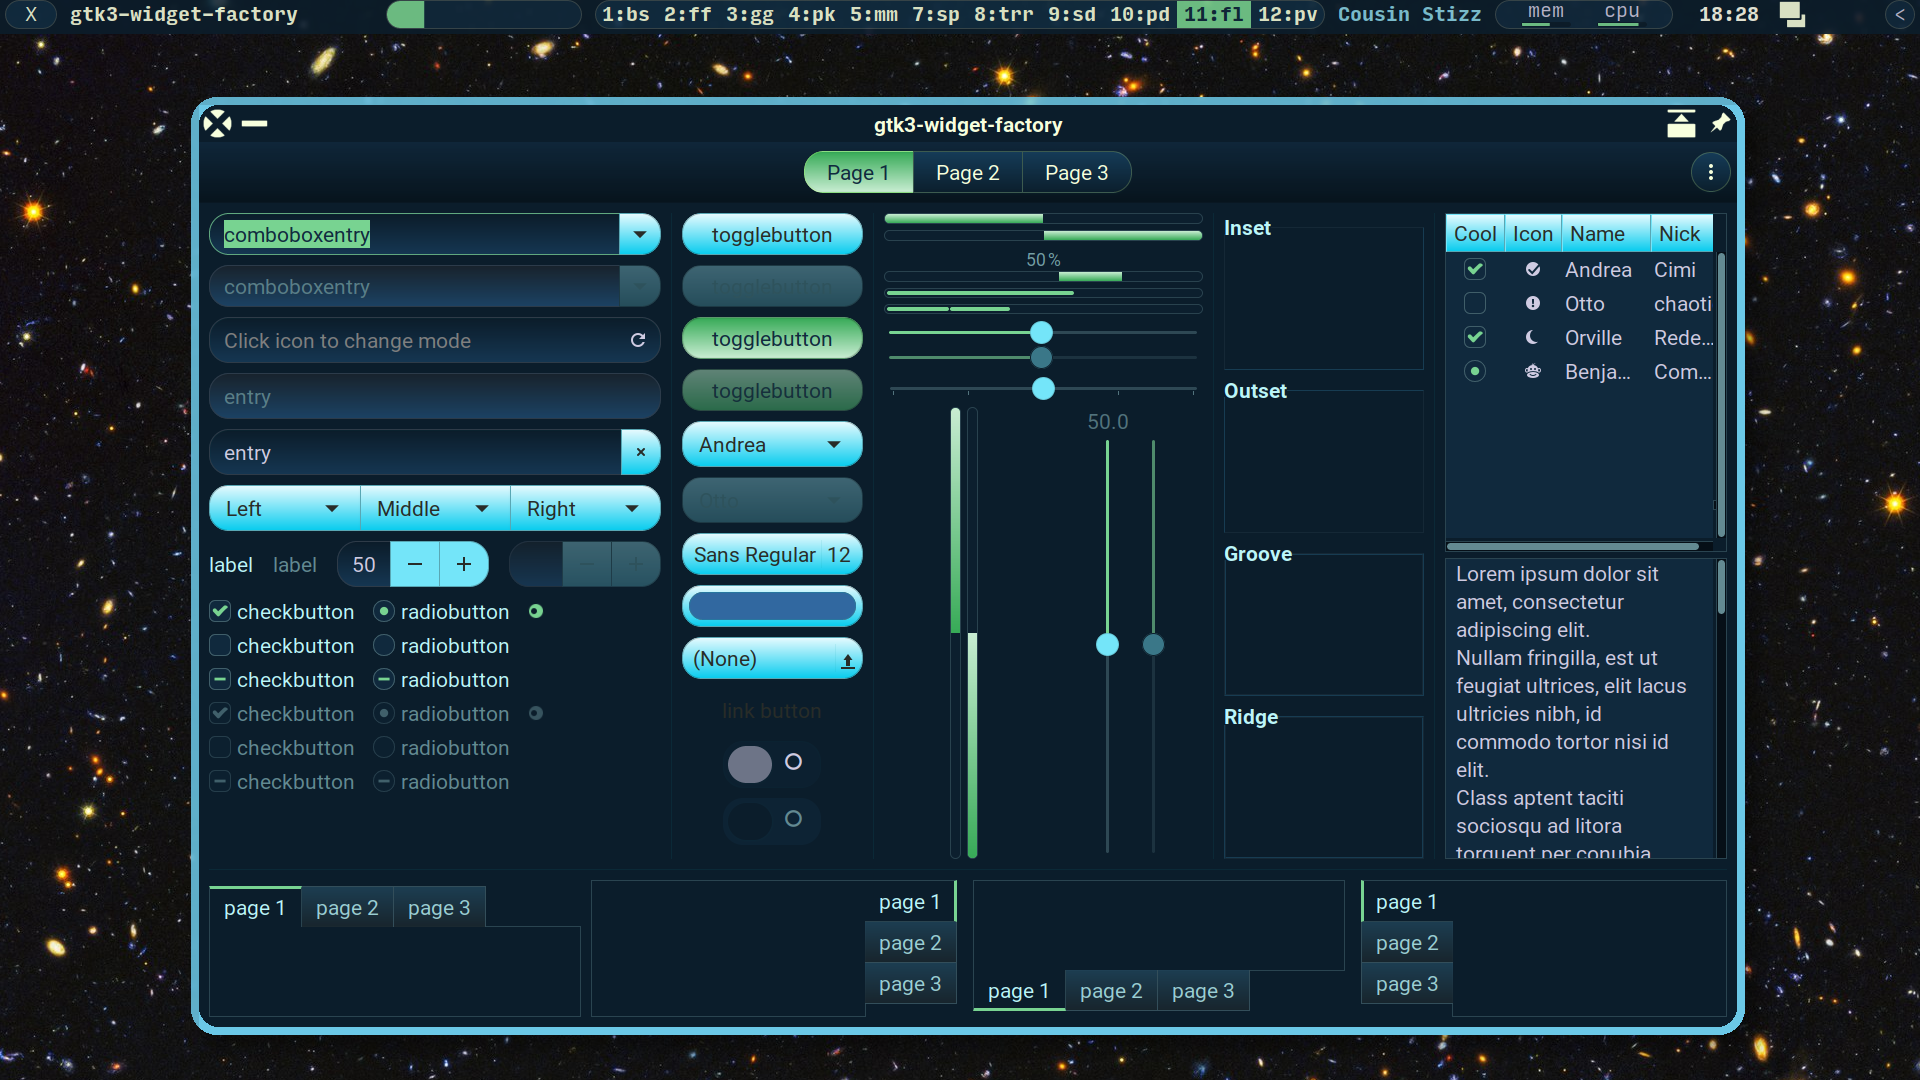 X gtk3-widget-factory 1:bs 2:ff 3:gg 4:pk 5:mm 7:sp 8:trr 9:sd 10:pd 11:fl 12:pv Cousin Stizz mem cpu 18:28 <
gtk3-widget-factory
Page 1 Page 2 Page 3
comboboxentry
comboboxentry
Click icon to change mode
entry
entry
Left Middle Right
label label 50 − +
checkbutton radiobutton
checkbutton radiobutton
checkbutton radiobutton
checkbutton radiobutton
checkbutton radiobutton
checkbutton radiobutton
togglebutton
togglebutton
togglebutton
togglebutton
Andrea
Otto
Sans Regular 12
(None)
link button
50 %
50.0
Inset
Outset
Groove
Ridge
Cool Icon Name Nick
Andrea Cimi
Otto chaoti
Orville Rede...
Benja... Com...
Lorem ipsum dolor sit
amet, consectetur
adipiscing elit.
Nullam fringilla, est ut
feugiat ultrices, elit lacus
ultricies nibh, id
commodo tortor nisi id
elit.
Class aptent taciti
sociosqu ad litora
torquent per conubia
page 1 page 2 page 3
page 1
page 2
page 3
page 1 page 2 page 3
page 1
page 2
page 3